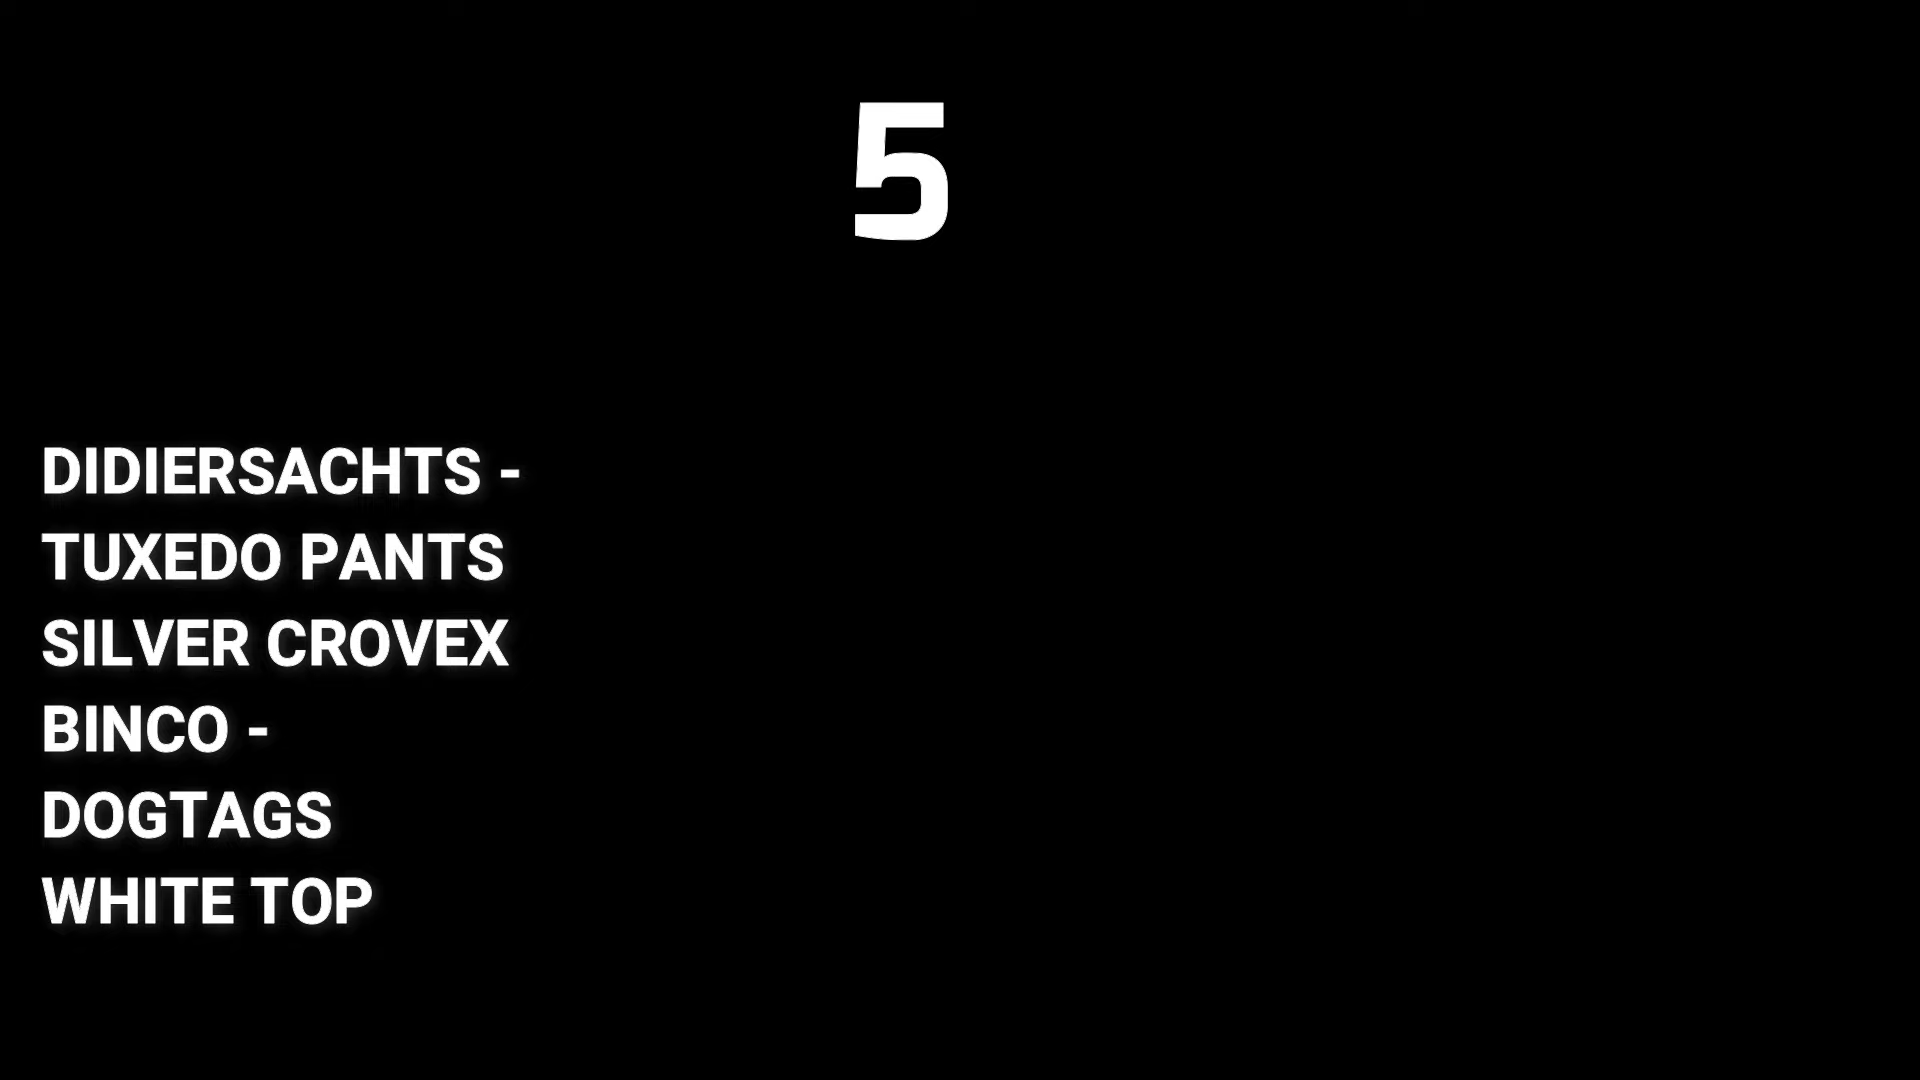 5
DIDIERSACHTS -
TUXEDO PANTS
SILVER CROVEX
BINCO -
DOGTAGS
WHITE TOP